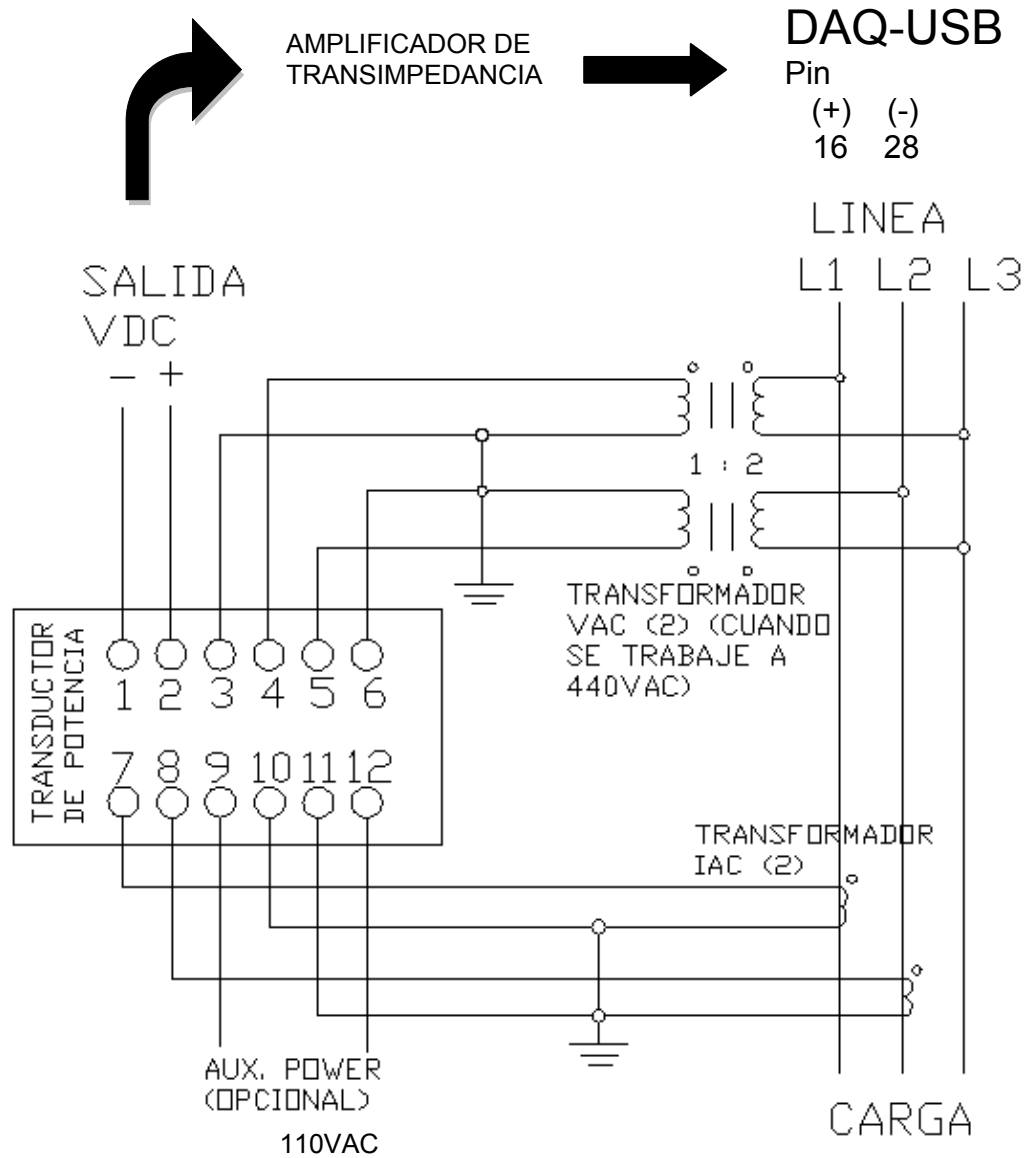 AMPLIFICADOR DE
TRANSIMPEDANCIA
DAQ-USB
Pin
(+) (-)
16 28
LINEA
L1 L2 L3
SALIDA
VDC
- +
1 : 2
TRANSFORMADOR
VAC (2) (CUANDO
SE TRABAJE A
440VAC)
TRANSDUCTOR
DE POTENCIA
1 2 3 4 5 6
7 8 9 10 11 12
TRANSFORMADOR
IAC (2)
AUX. POWER
(OPCIONAL)
110VAC
CARGA